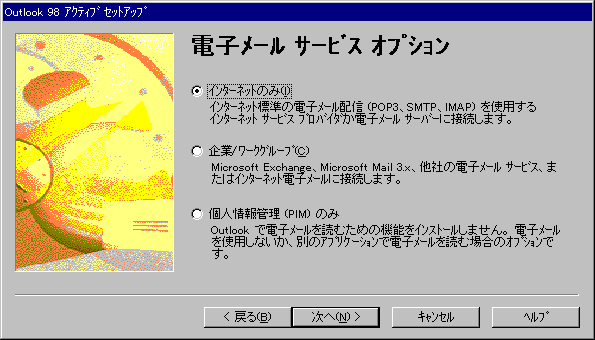 Outlook 98 ｱｸﾃｨﾌﾞ ｾｯﾄｱｯﾌﾟ
電子メール サービス オプション
インターネットのみ(I)
インターネット標準の電子メール配信 (POP3、SMTP、IMAP) を使用する
インターネット サービス プロバイダか電子メール サーバーに接続します。
企業/ワークグループ(C)
Microsoft Exchange、Microsoft Mail 3.x、他社の電子メール サービス、ま
たはインターネット電子メールに接続します。
個人情報管理 (PIM) のみ
Outlook で電子メールを読むための機能をインストールしません。電子メール
を使用しないか、別のアプリケーションで電子メールを読む場合のオプションで
す。
< 戻る(B)
次へ(N) >
ｷｬﾝｾﾙ
ﾍﾙﾌﾟ